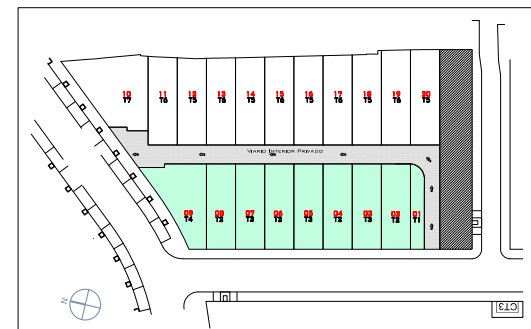 10 11 12 13 14 15 16 17 18 19 20
T7 T6 T5 T6 T5 T6 T5 T6 T5 T6 T5
VIARIO INTERIOR PRIVADO
09 08 07 06 05 04 03 02 01
T4 T2 T3 T2 T3 T2 T3 T2 T1
N
CT3